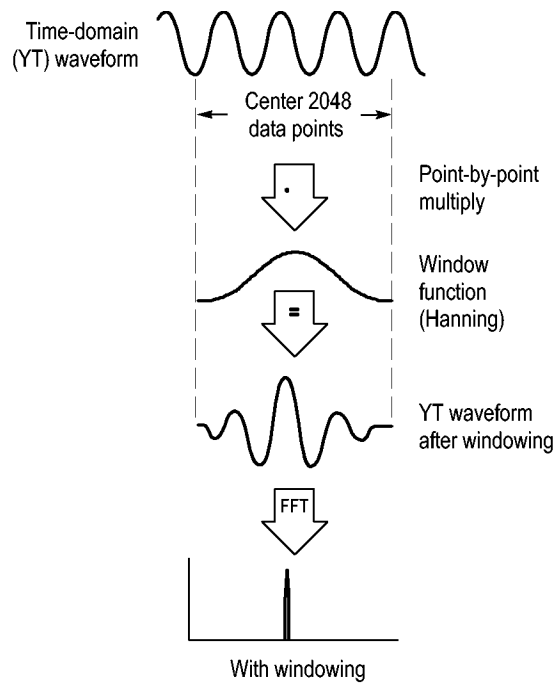 Time-domain
(YT) waveform
Center 2048
data points
Point-by-point
multiply
Window
function
(Hanning)
=
YT waveform
after windowing
FFT
With windowing